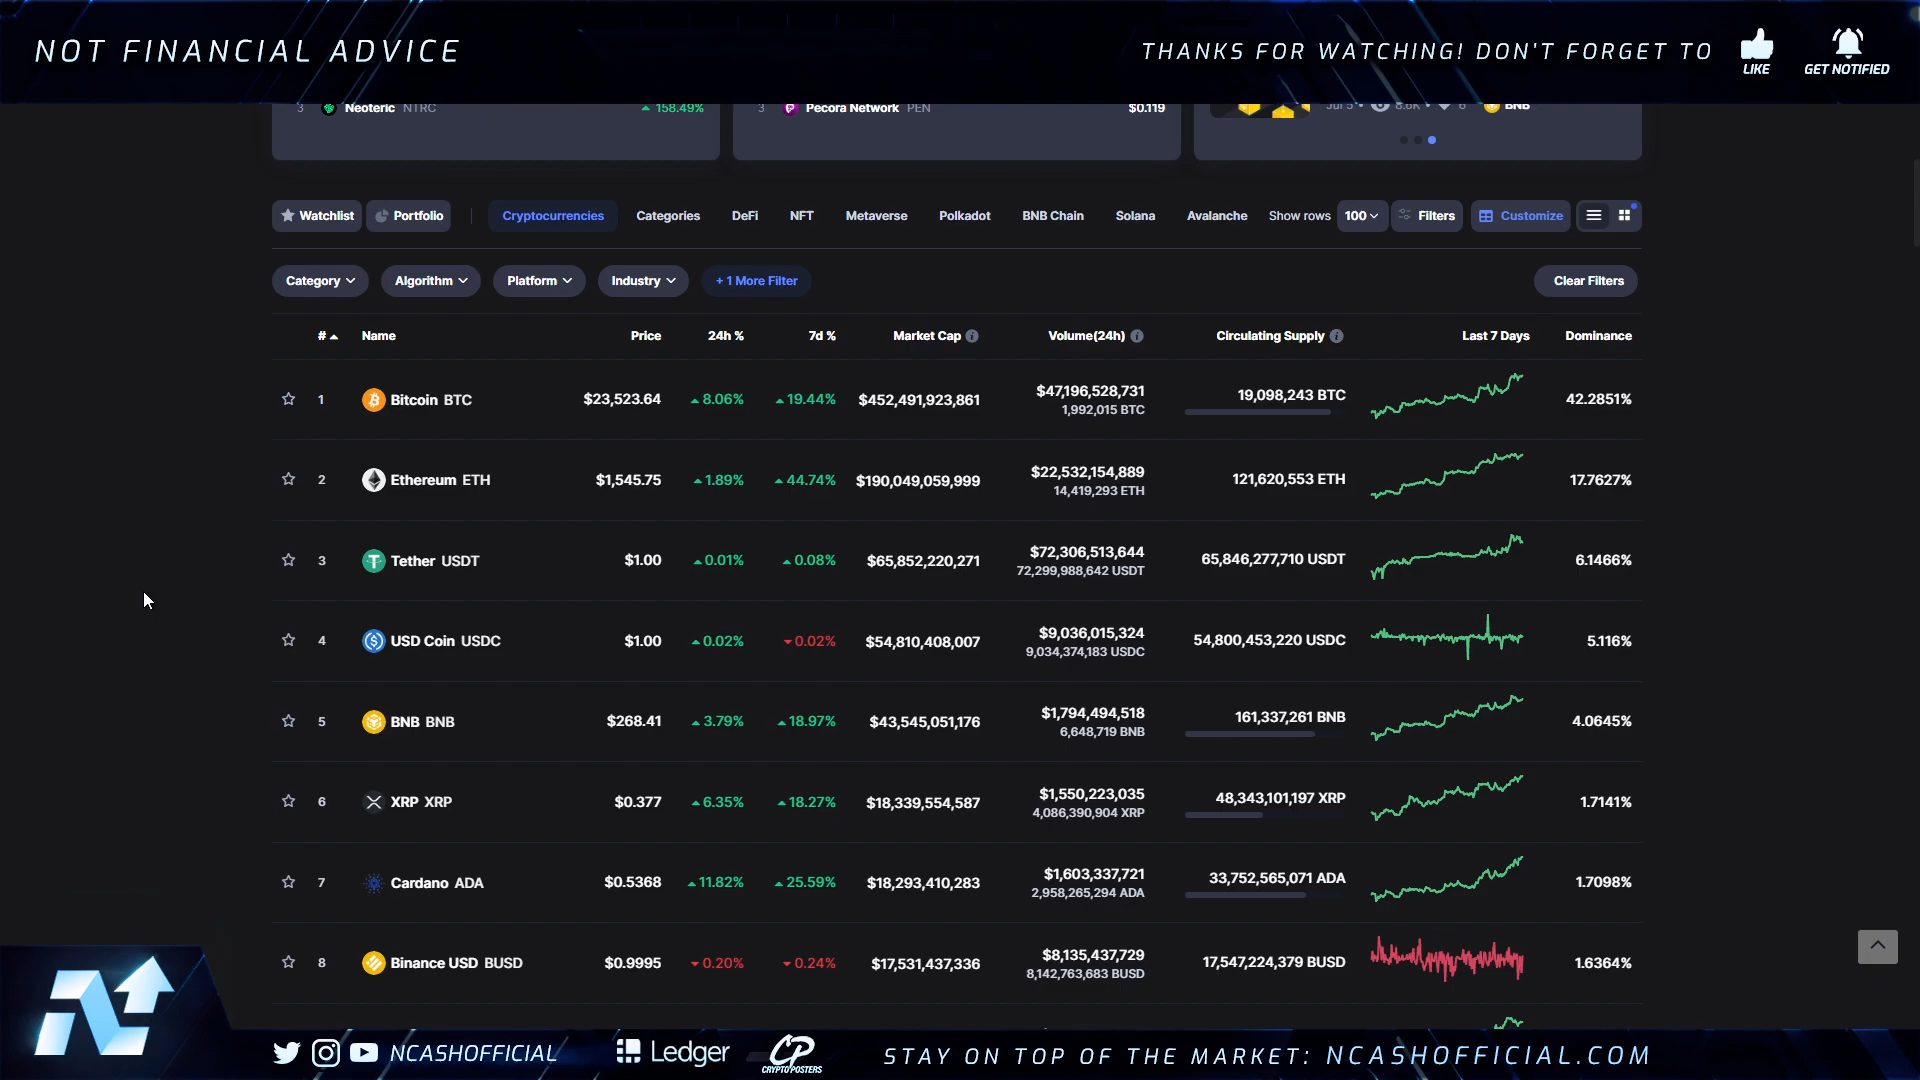 NOT FINANCIAL ADVICE
THANKS FOR WATCHING! DON'T FORGET TO
LIKE
GET NOTIFIED
3 Neoteric NTRC 158.49%
3 Pecora Network PEN $0.119
Jul 5 • 8.6K • 6 BNB
Watchlist Portfolio Cryptocurrencies Categories DeFi NFT Metaverse Polkadot BNB Chain Solana Avalanche Show rows 100 Filters Customize
Category Algorithm Platform Industry + 1 More Filter Clear Filters
# Name Price 24h % 7d % Market Cap Volume(24h) Circulating Supply Last 7 Days Dominance
1 Bitcoin BTC $23,523.64 8.06% 19.44% $452,491,923,861 $47,196,528,731 19,098,243 BTC 42.2851%
1,992,015 BTC
2 Ethereum ETH $1,545.75 1.89% 44.74% $190,049,059,999 $22,532,154,889 121,620,553 ETH 17.7627%
14,419,293 ETH
3 Tether USDT $1.00 0.01% 0.08% $65,852,220,271 $72,306,513,644 65,846,277,710 USDT 6.1466%
72,299,988,642 USDT
4 USD Coin USDC $1.00 0.02% 0.02% $54,810,408,007 $9,036,015,324 54,800,453,220 USDC 5.116%
9,034,374,183 USDC
5 BNB BNB $268.41 3.79% 18.97% $43,545,051,176 $1,794,494,518 161,337,261 BNB 4.0645%
6,648,719 BNB
6 XRP XRP $0.377 6.35% 18.27% $18,339,554,587 $1,550,223,035 48,343,101,197 XRP 1.7141%
4,086,390,904 XRP
7 Cardano ADA $0.5368 11.82% 25.59% $18,293,410,283 $1,603,337,721 33,752,565,071 ADA 1.7098%
2,958,265,294 ADA
8 Binance USD BUSD $0.9995 0.20% 0.24% $17,531,437,336 $8,135,437,729 17,547,224,379 BUSD 1.6364%
8,142,763,683 BUSD
NCASHOFFICIAL
Ledger
CP
CRYPTOPOSTERS
STAY ON TOP OF THE MARKET: NCASHOFFICIAL.COM